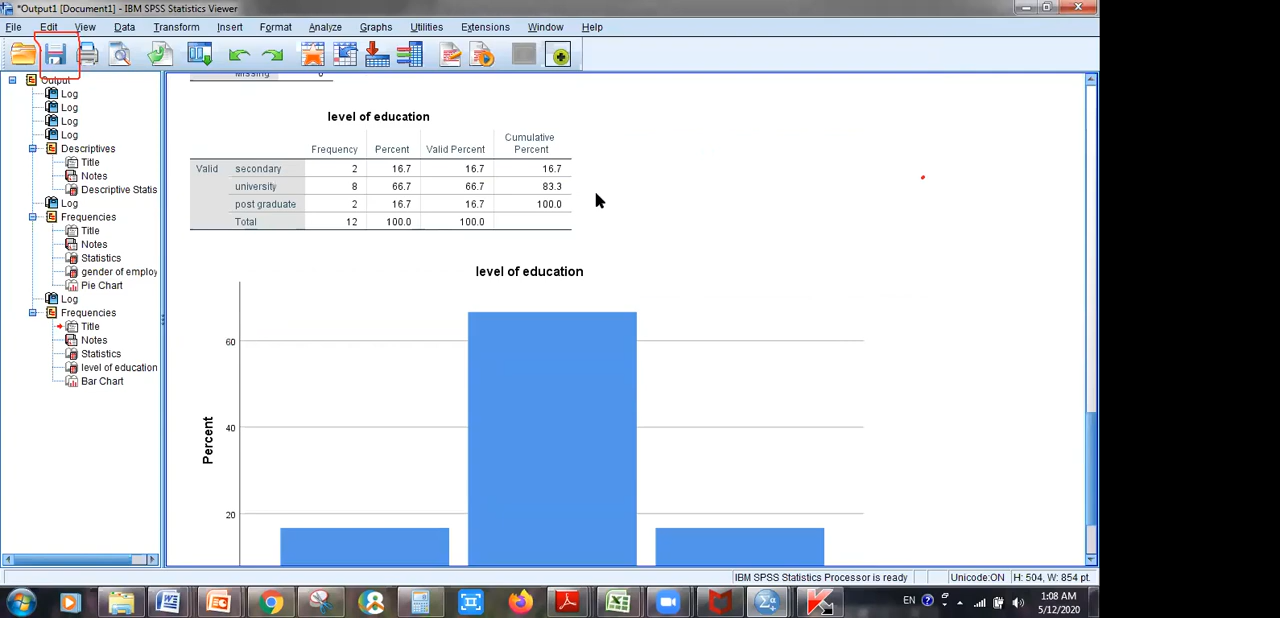 *Output1 [Document1] - IBM SPSS Statistics Viewer
File Edit View Data Transform Insert Format Analyze Graphs Utilities Extensions Window Help
Output
Log
Log
Log
Log
Descriptives
Title
Notes
Descriptive Statis
Log
Frequencies
Title
Notes
Statistics
gender of employ
Pie Chart
Log
Frequencies
Title
Notes
Statistics
level of education
Bar Chart
Missing 0
level of education
Frequency Percent Valid Percent Cumulative Percent
Valid secondary 2 16.7 16.7 16.7
university 8 66.7 66.7 83.3
post graduate 2 16.7 16.7 100.0
Total 12 100.0 100.0
level of education
Percent
60
40
20
IBM SPSS Statistics Processor is ready Unicode:ON H: 504, W: 854 pt.
EN 1:08 AM
5/12/2020